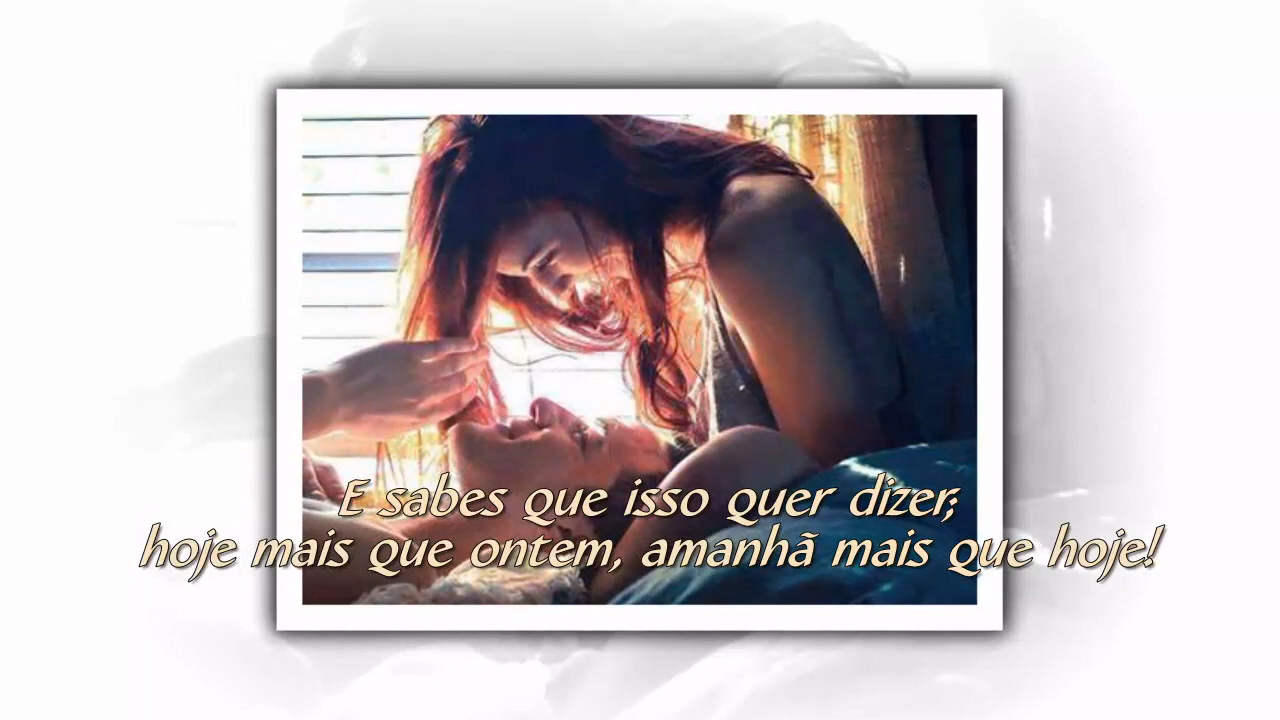 E sabes que isso quer dizer;
hoje mais que ontem, amanhã mais que hoje!